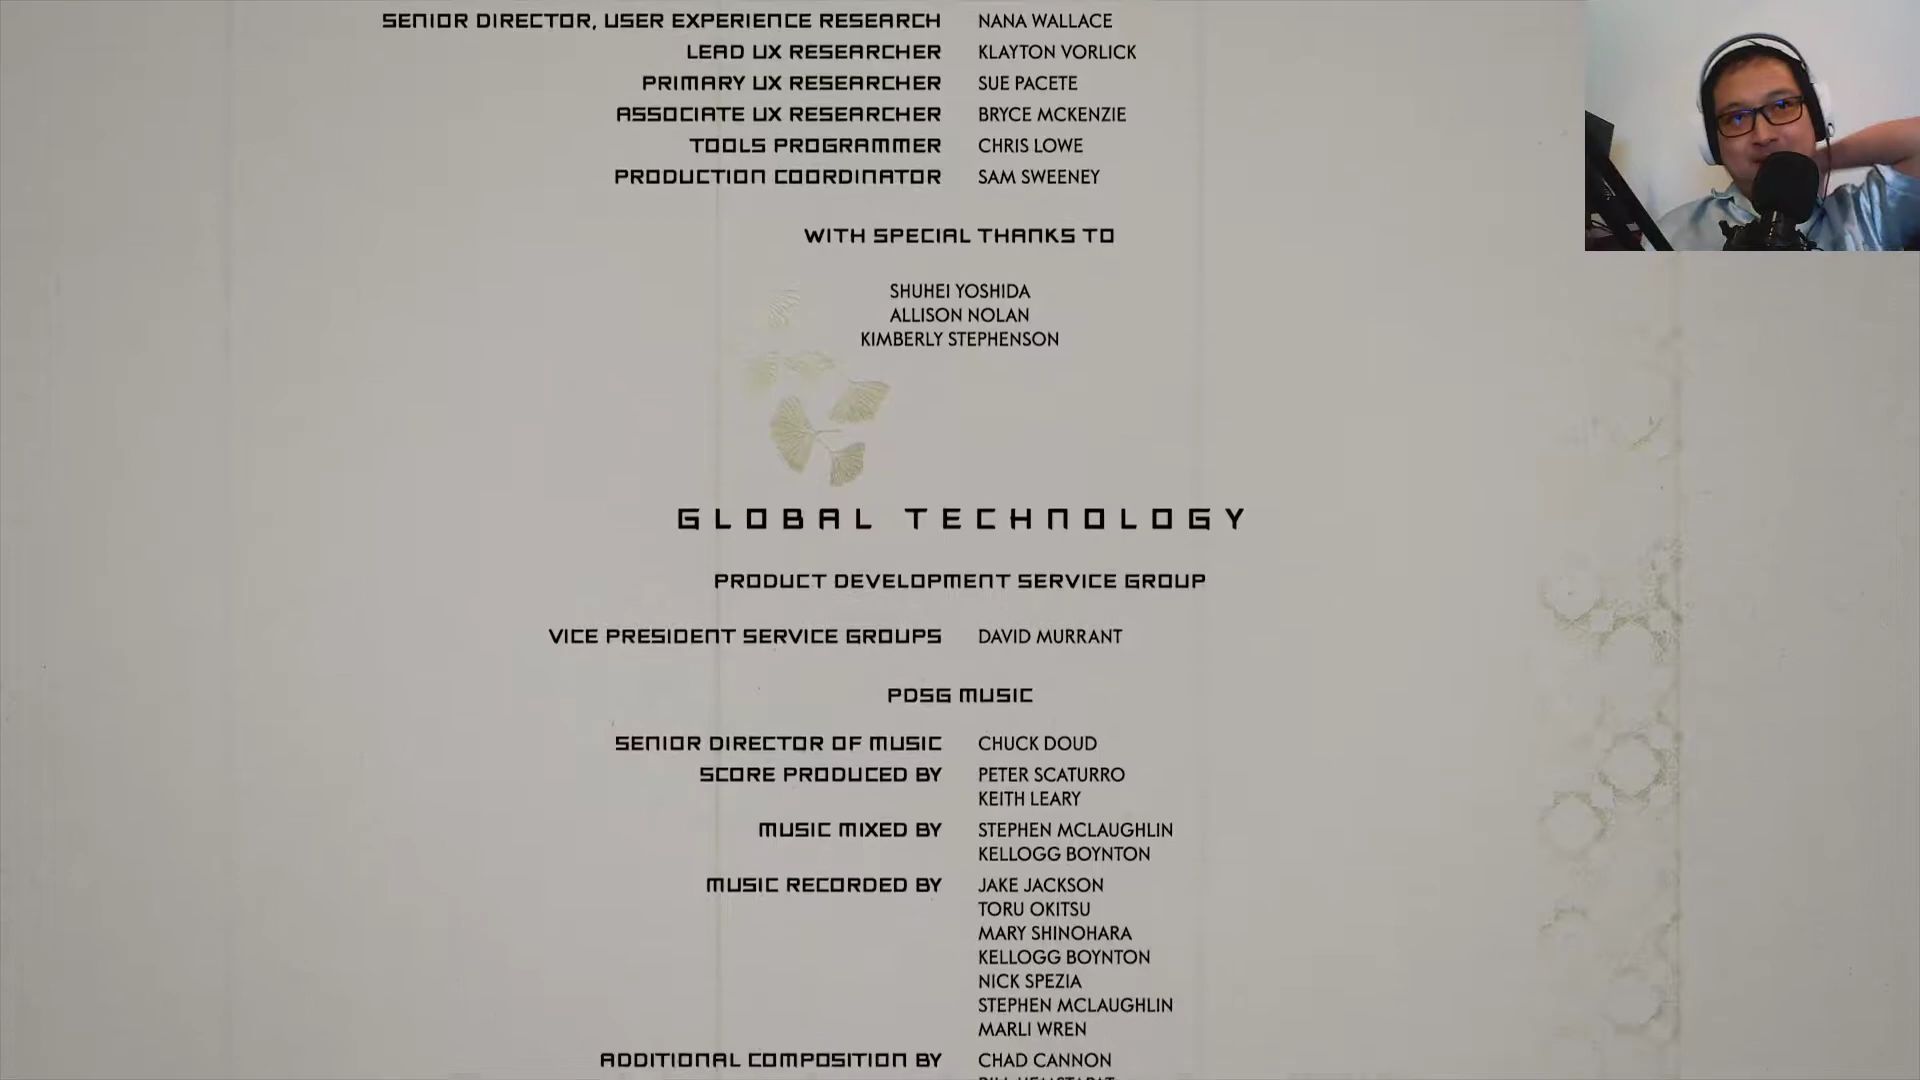 SENIOR DIRECTOR, USER EXPERIENCE RESEARCH NANA WALLACE
LEAD UX RESEARCHER KLAYTON VORLICK
PRIMARY UX RESEARCHER SUE PACETE
ASSOCIATE UX RESEARCHER BRYCE MCKENZIE
TOOLS PROGRAMMER CHRIS LOWE
PRODUCTION COORDINATOR SAM SWEENEY
WITH SPECIAL THANKS TO
SHUHEI YOSHIDA
ALLISON NOLAN
KIMBERLY STEPHENSON
GLOBAL TECHNOLOGY
PRODUCT DEVELOPMENT SERVICE GROUP
VICE PRESIDENT SERVICE GROUPS DAVID MURRANT
PDSG MUSIC
SENIOR DIRECTOR OF MUSIC CHUCK DOUD
SCORE PRODUCED BY PETER SCATURRO
KEITH LEARY
MUSIC MIXED BY STEPHEN MCLAUGHLIN
KELLOGG BOYNTON
MUSIC RECORDED BY JAKE JACKSON
TORU OKITSU
MARY SHINOHARA
KELLOGG BOYNTON
NICK SPEZIA
STEPHEN MCLAUGHLIN
MARLI WREN
ADDITIONAL COMPOSITION BY CHAD CANNON